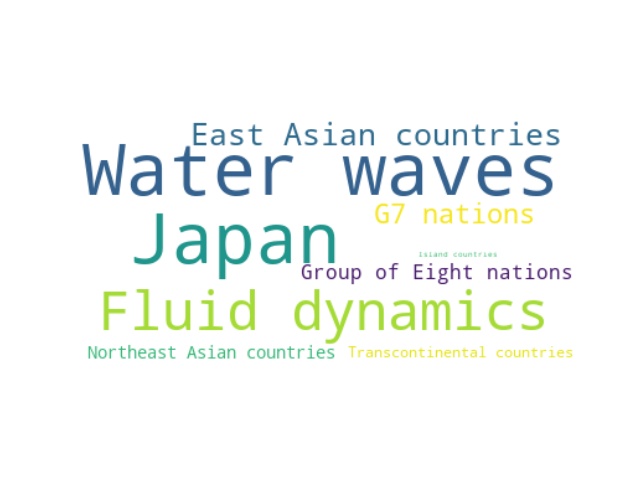 East Asian countries
Water waves
G7 nations
Japan
Island countries
Group of Eight nations
Fluid dynamics
Northeast Asian countries
Transcontinental countries